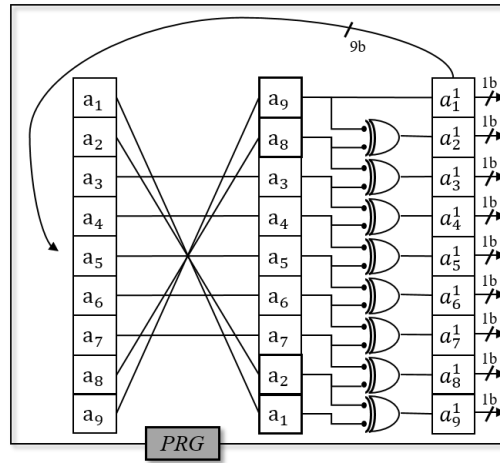 9b
a₁ a₉ a₁¹ 1b
a₂ a₈ a₂¹ 1b
a₃ a₃ a₃¹ 1b
a₄ a₄ a₄¹ 1b
a₅ a₅ a₅¹ 1b
a₆ a₆ a₆¹ 1b
a₇ a₇ a₇¹ 1b
a₈ a₂ a₈¹ 1b
a₉ a₁ a₉¹ 1b
PRG